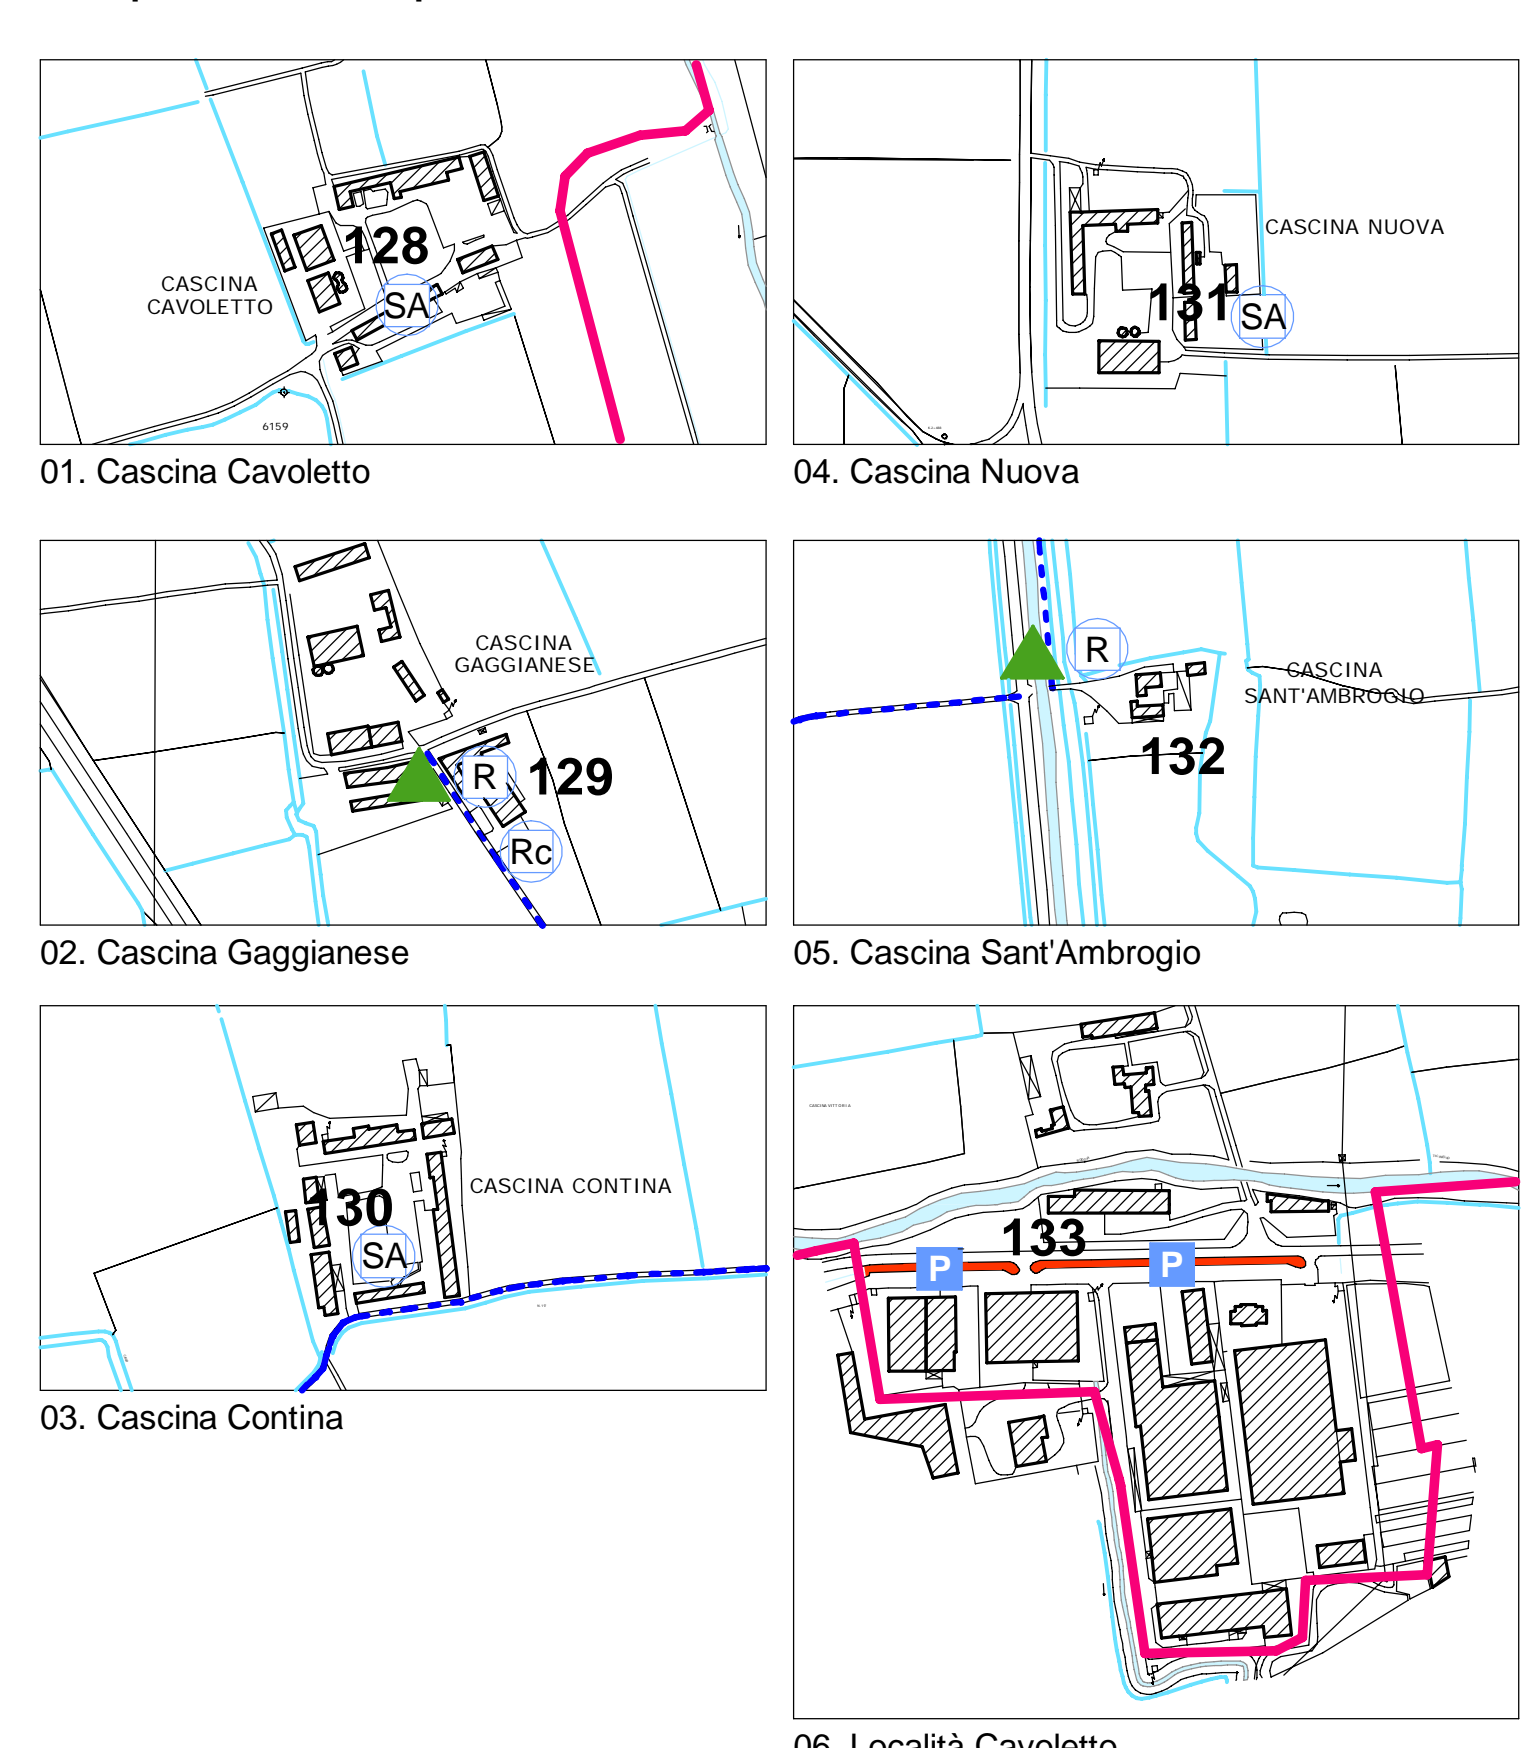 128
CASCINA
CAVOLETTO
SA
6159
01. Cascina Cavoletto
CASCINA NUOVA
131
SA
04. Cascina Nuova
CASCINA
GAGGIANESE
R
129
Rc
02. Cascina Gaggianese
R
CASCINA
SANT'AMBROGIO
132
05. Cascina Sant'Ambrogio
CASCINA CONTINA
130
SA
03. Cascina Contina
CASCINA VITTORIA
133
P
P
06. Località Cavoletto